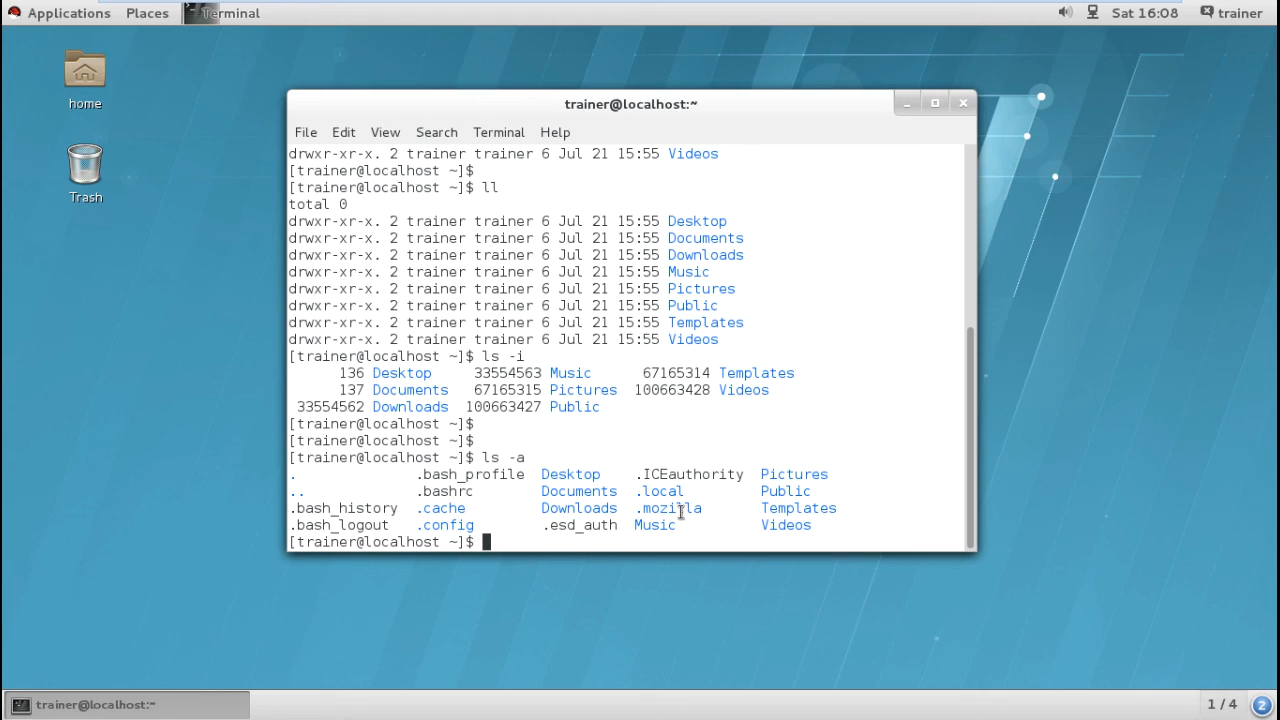 Applications Places Terminal Sat 16:08 trainer
home
Trash
trainer@localhost:~
File Edit View Search Terminal Help
drwxr-xr-x. 2 trainer trainer 6 Jul 21 15:55 Videos
[trainer@localhost ~]$
[trainer@localhost ~]$ ll
total 0
drwxr-xr-x. 2 trainer trainer 6 Jul 21 15:55 Desktop
drwxr-xr-x. 2 trainer trainer 6 Jul 21 15:55 Documents
drwxr-xr-x. 2 trainer trainer 6 Jul 21 15:55 Downloads
drwxr-xr-x. 2 trainer trainer 6 Jul 21 15:55 Music
drwxr-xr-x. 2 trainer trainer 6 Jul 21 15:55 Pictures
drwxr-xr-x. 2 trainer trainer 6 Jul 21 15:55 Public
drwxr-xr-x. 2 trainer trainer 6 Jul 21 15:55 Templates
drwxr-xr-x. 2 trainer trainer 6 Jul 21 15:55 Videos
[trainer@localhost ~]$ ls -i
136 Desktop 33554563 Music 67165314 Templates
137 Documents 67165315 Pictures 100663428 Videos
33554562 Downloads 100663427 Public
[trainer@localhost ~]$
[trainer@localhost ~]$
[trainer@localhost ~]$ ls -a
. .bash_profile Desktop .ICEauthority Pictures
.. .bashrc Documents .local Public
.bash_history .cache Downloads .mozilla Templates
.bash_logout .config .esd_auth Music Videos
[trainer@localhost ~]$
trainer@localhost:~ 1 / 4 2